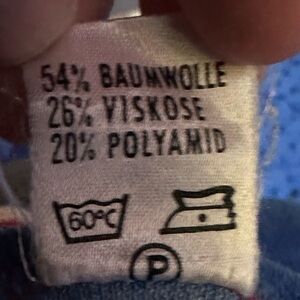 54% BAUMWOLLE
26% VISKOSE
20% POLYAMID
60°C
P